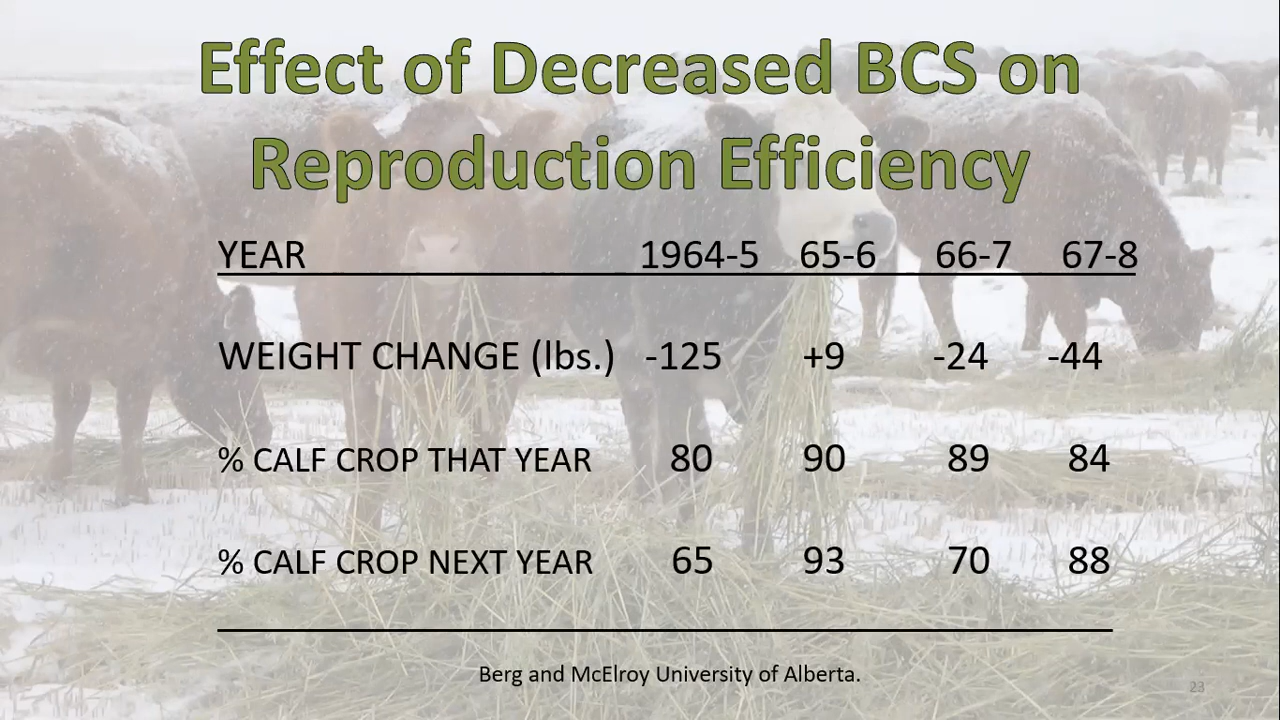 Effect of Decreased BCS on
Reproduction Efficiency
YEAR 1964-5 65-6 66-7 67-8
WEIGHT CHANGE (lbs.) -125 +9 -24 -44
% CALF CROP THAT YEAR 80 90 89 84
% CALF CROP NEXT YEAR 65 93 70 88
Berg and McElroy University of Alberta.
23